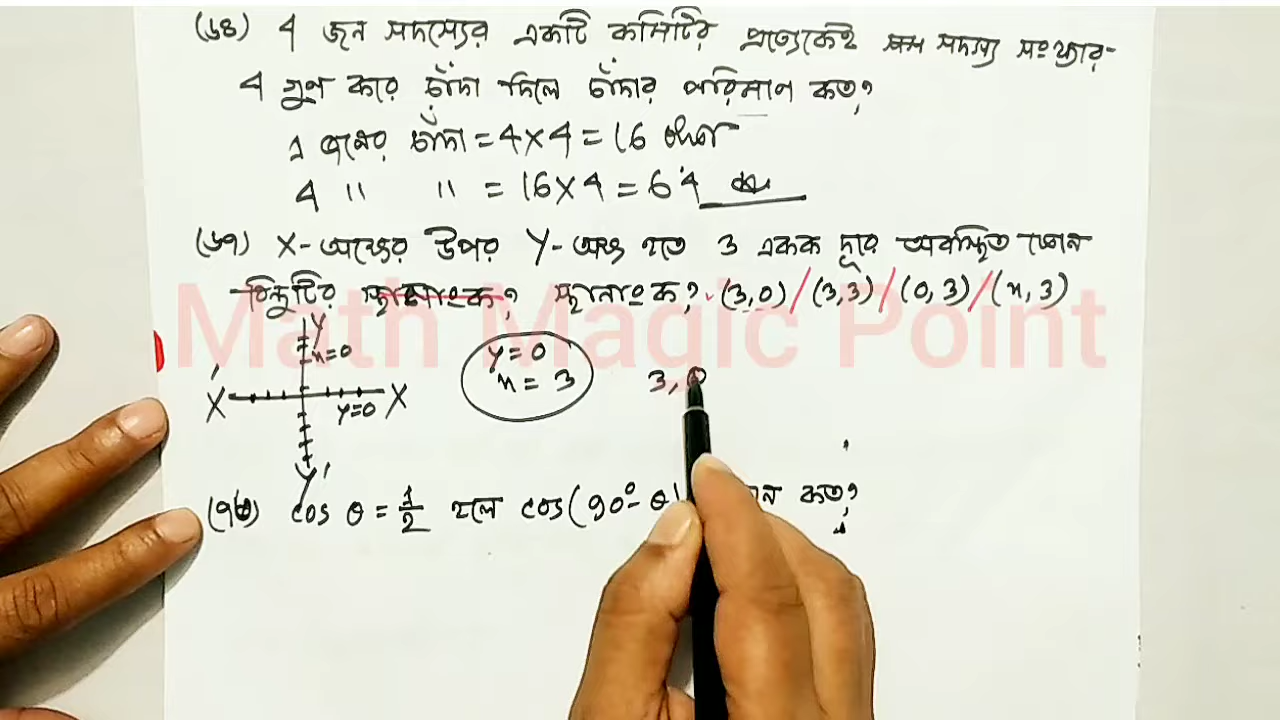 (৬৪) 4 জন সদস্যের একটি কমিটির প্রত্যেকেই সদস্য সংখ্যার-
4 গুণ করে চাঁদা দিলে চাঁদার পরিমাণ কত?
1 জনের চাঁদা = 4×4 = 16
4 " " = 16×4 = 64
(৬৭) X-অক্ষের উপর Y-অক্ষ হতে 3 একক দূরে অবস্থিত কোন
বিন্দুটির স্থানাংক? (3,0) / (3,3) / (0,3) / (x,3)
Math Magic Point
Y
x=0
y=0
x = 3
3,0
X'
X
y=0
Y'
cos θ = 1/2 হলে cos(90°-θ) কত?